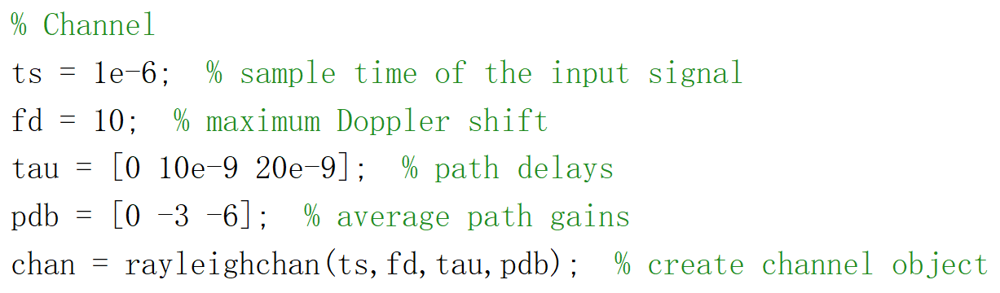 % Channel
ts = 1e-6;  % sample time of the input signal
fd = 10;  % maximum Doppler shift
tau = [0 10e-9 20e-9];  % path delays
pdb = [0 -3 -6];  % average path gains
chan = rayleighchan(ts,fd,tau,pdb);  % create channel object